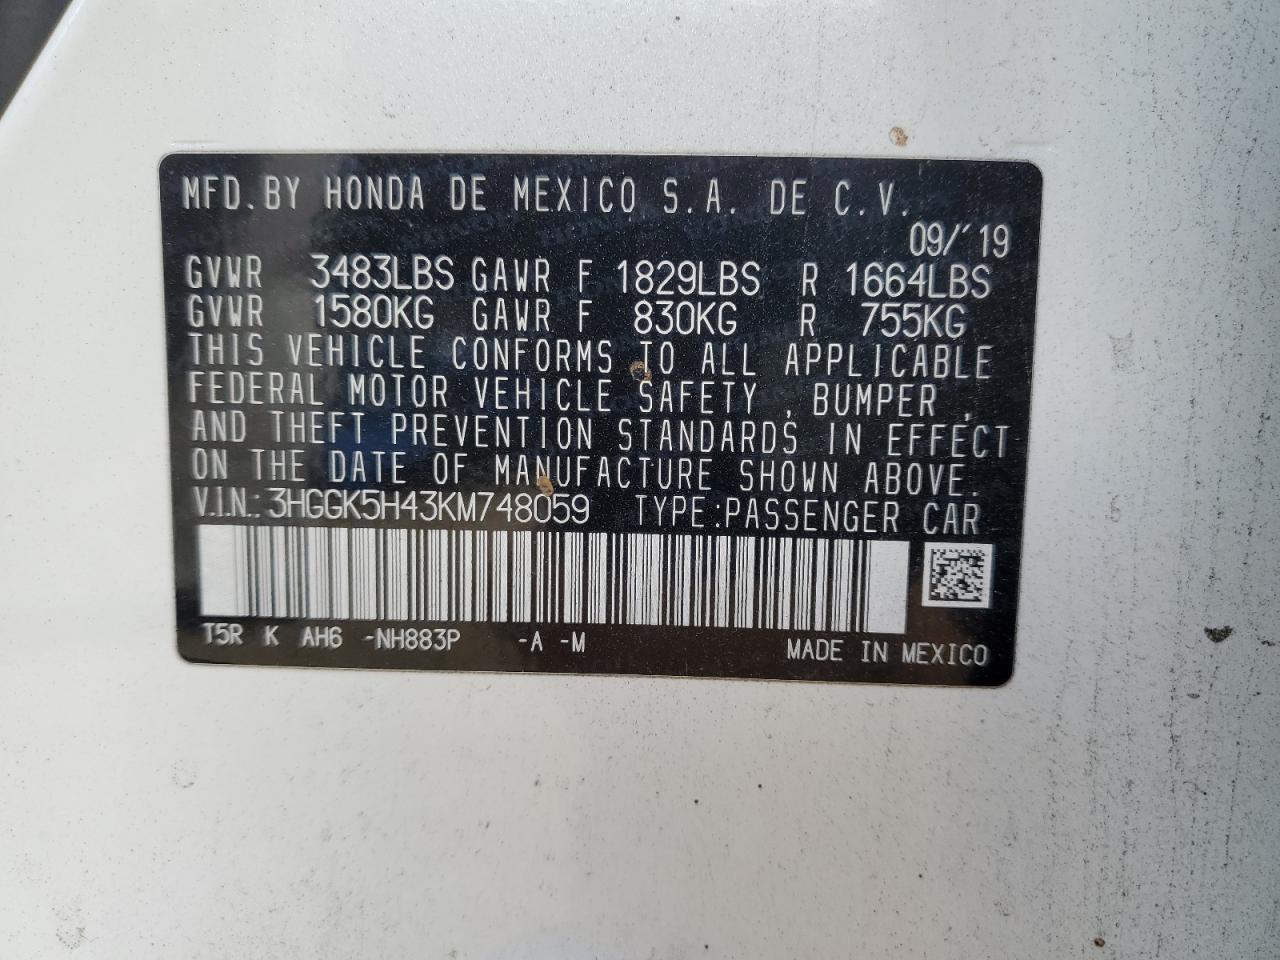 MFD. BY HONDA DE MEXICO S.A. DE C.V.
09/'19
GVWR 3483LBS GAWR F 1829LBS R 1664LBS
GVWR 1580KG GAWR F 830KG R 755KG
THIS VEHICLE CONFORMS TO ALL APPLICABLE
FEDERAL MOTOR VEHICLE SAFETY , BUMPER ,
AND THEFT PREVENTION STANDARDS IN EFFECT
ON THE DATE OF MANUFACTURE SHOWN ABOVE.
V.I.N.: 3HGGK5H43KM748059 TYPE:PASSENGER CAR
T5R K AH6 -NH883P -A -M
MADE IN MEXICO